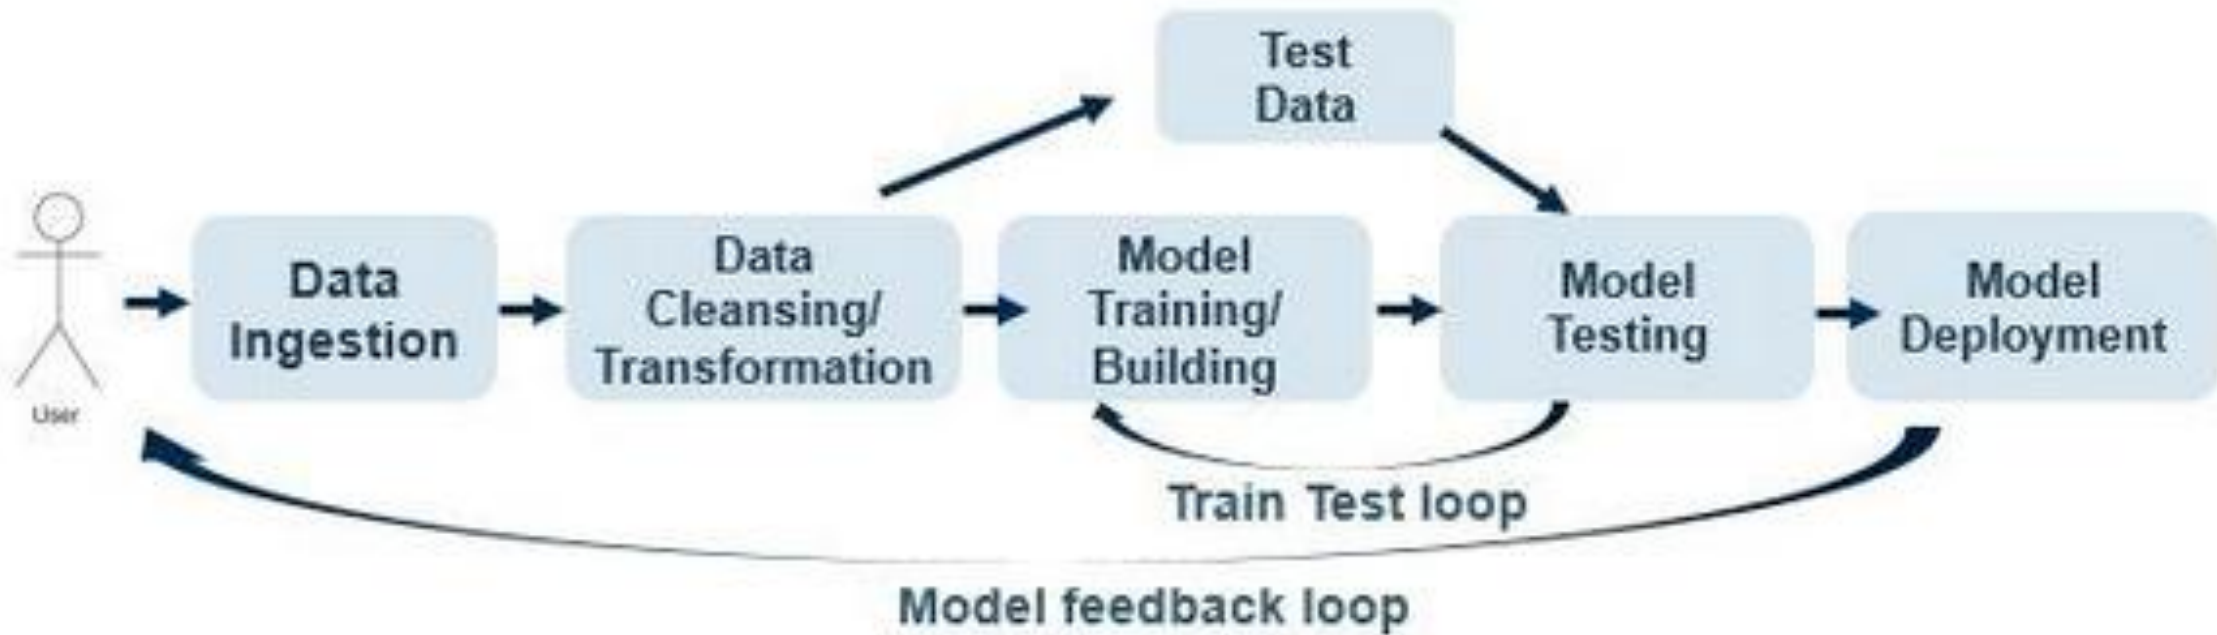 Test
Data
User
Data
Ingestion
Data
Cleansing/
Transformation
Model
Training/
Building
Model
Testing
Model
Deployment
Train Test loop
Model feedback loop